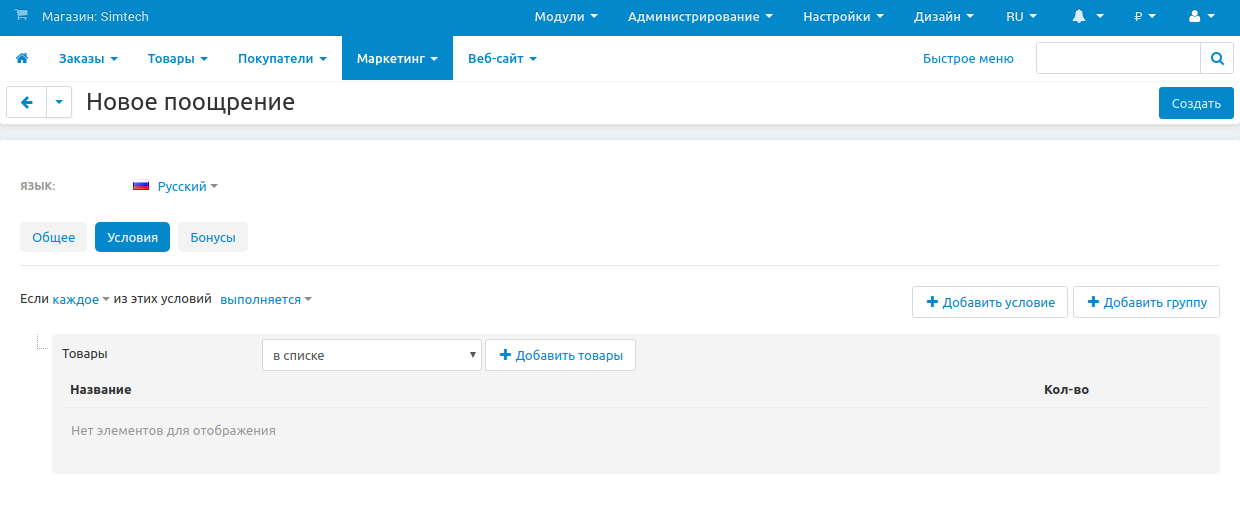 Магазин: Simtech Модули Администрирование Настройки Дизайн RU ₽
Заказы Товары Покупатели Маркетинг Веб-сайт Быстрое меню
Новое поощрение Создать
ЯЗЫК: Русский
Общее Условия Бонусы
Если каждое из этих условий выполняется Добавить условие Добавить группу
Товары в списке Добавить товары
Название Кол-во
Нет элементов для отображения